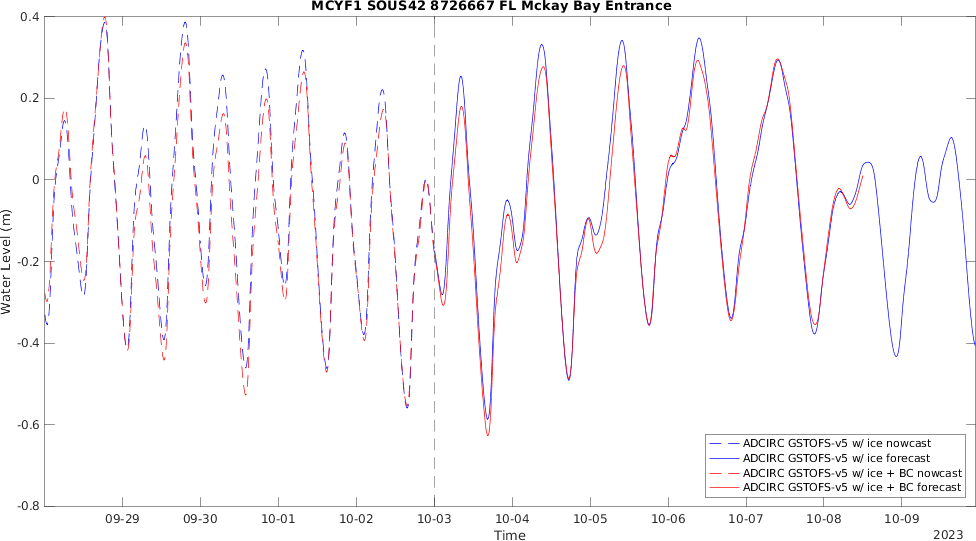 MCYF1 SOUS42 8726667 FL Mckay Bay Entrance
0.4
0.2
0
-0.2
-0.4
-0.6
-0.8
Water Level (m)
ADCIRC GSTOFS-v5 w/ ice nowcast
ADCIRC GSTOFS-v5 w/ ice forecast
ADCIRC GSTOFS-v5 w/ ice + BC nowcast
ADCIRC GSTOFS-v5 w/ ice + BC forecast
09-29 09-30 10-01 10-02 10-03 10-04 10-05 10-06 10-07 10-08 10-09
Time
2023